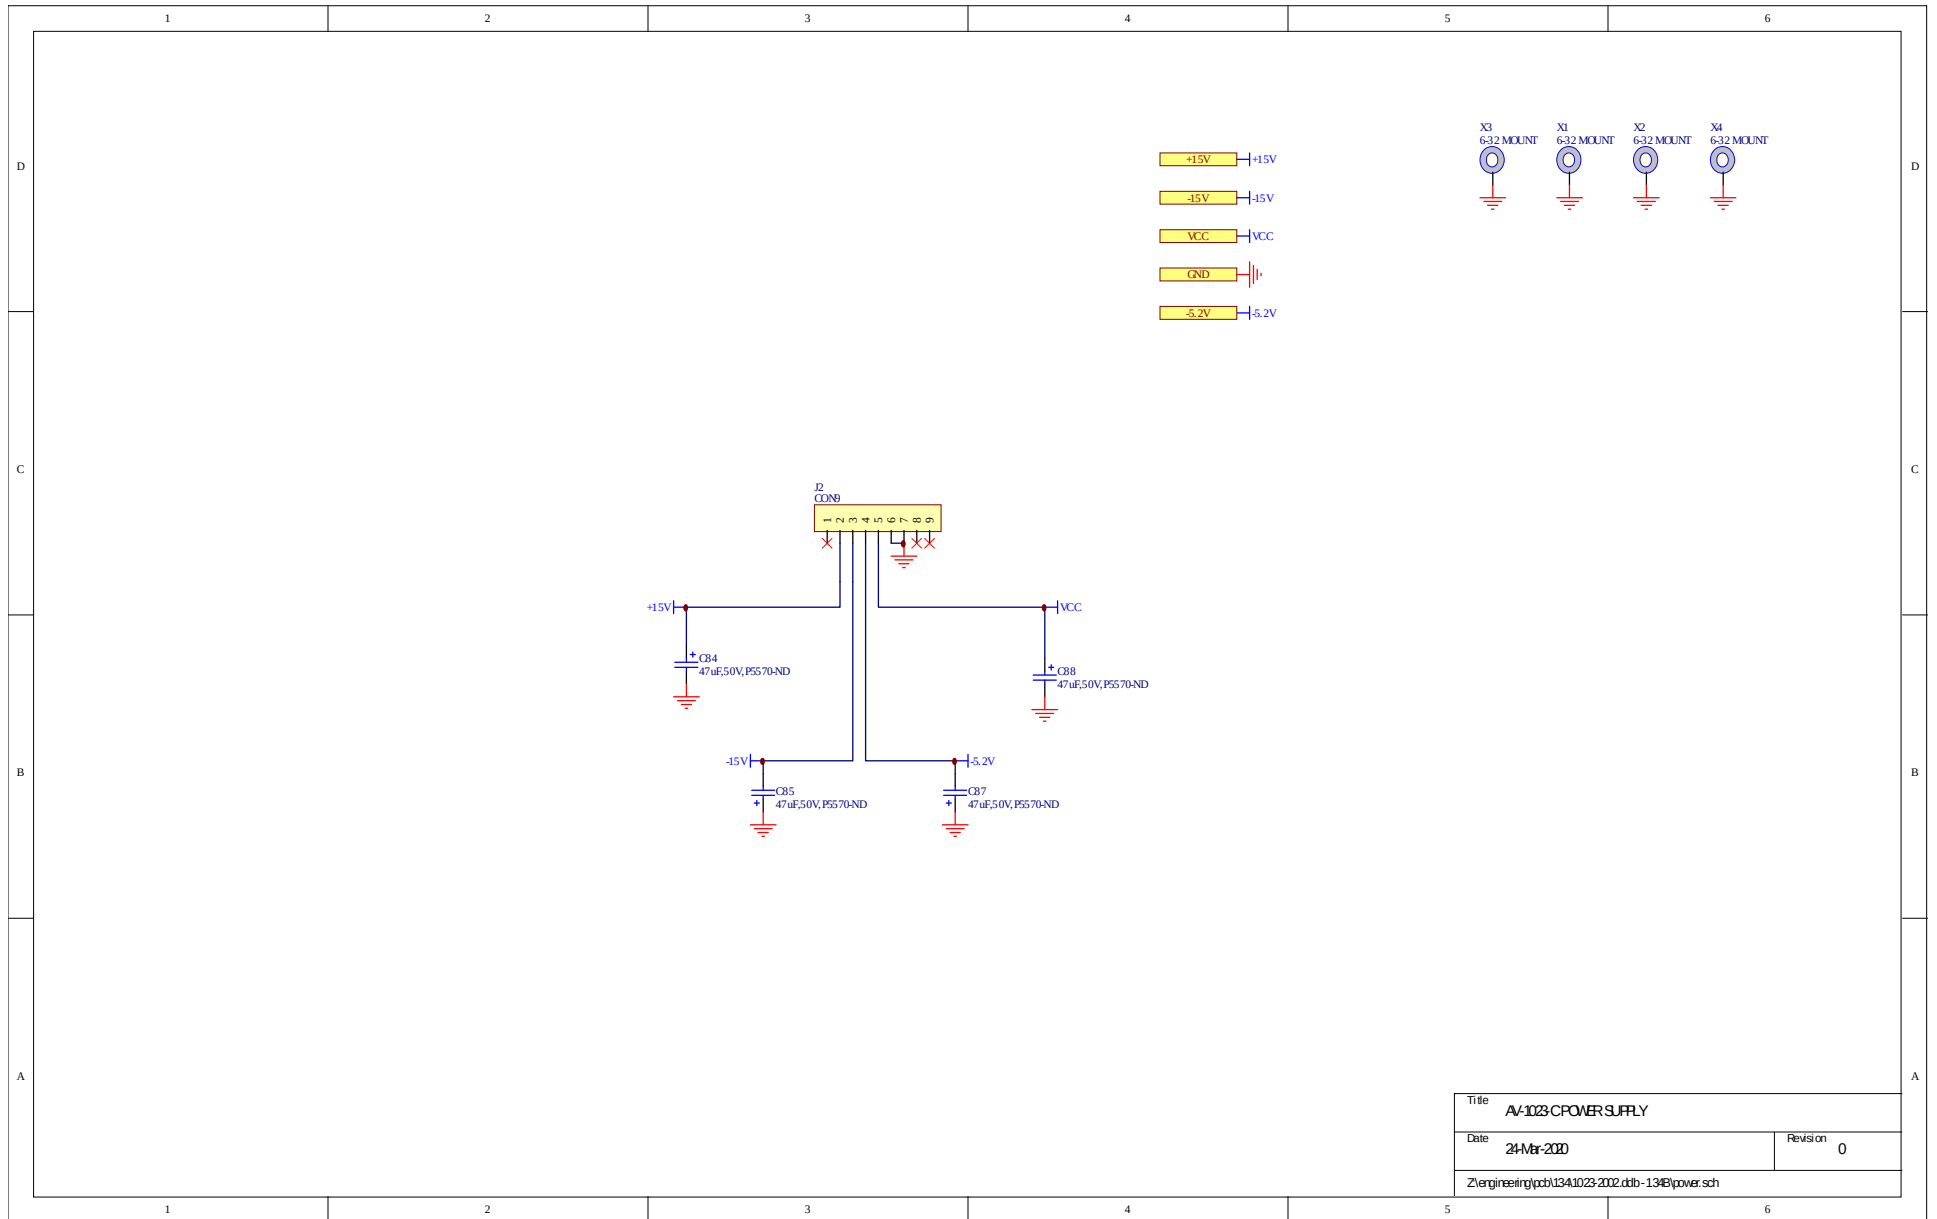 1 2 3 4 5 6
D D
X3 X1 X2 X4
6-32 MOUNT 6-32 MOUNT 6-32 MOUNT 6-32 MOUNT
+15V +15V
-15V -15V
VCC VCC
GND
-5.2V -5.2V
C C
J2
CON9
1 2 3 4 5 6 7 8 9
+15V VCC
C84
47uF,50V,P5570-ND
C88
47uF,50V,P5570-ND
-15V -5.2V
B B
C85 C87
47uF,50V,P5570-ND 47uF,50V,P5570-ND
A A
Title
AV-1023-C POWER SUPPLY
Date Revision
24-Mar-2020 0
Z:\engineering\pcb\134\1023-2002.ddb - 134B\power.sch
1 2 3 4 5 6